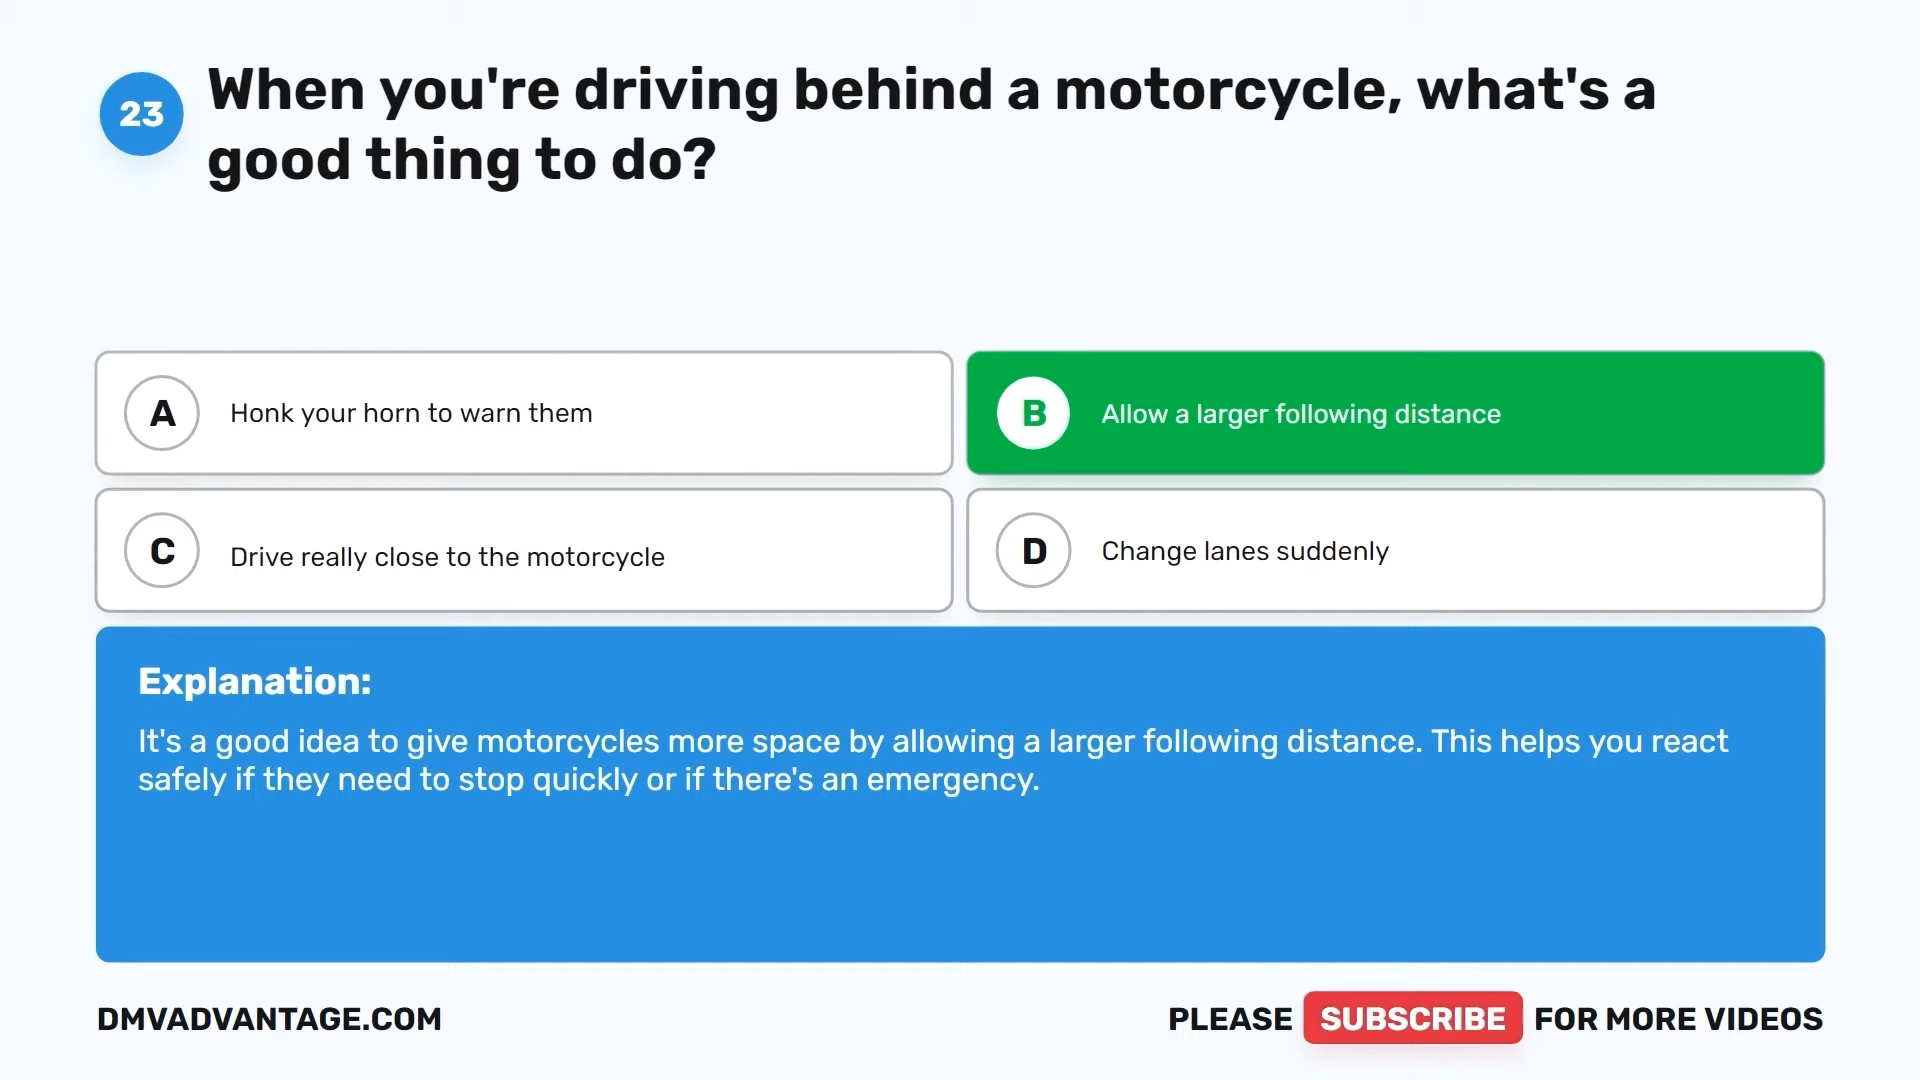 23
When you're driving behind a motorcycle, what's a
good thing to do?
A Honk your horn to warn them
B Allow a larger following distance
C Drive really close to the motorcycle
D Change lanes suddenly
Explanation:
It's a good idea to give motorcycles more space by allowing a larger following distance. This helps you react
safely if they need to stop quickly or if there's an emergency.
DMVADVANTAGE.COM
PLEASE SUBSCRIBE FOR MORE VIDEOS